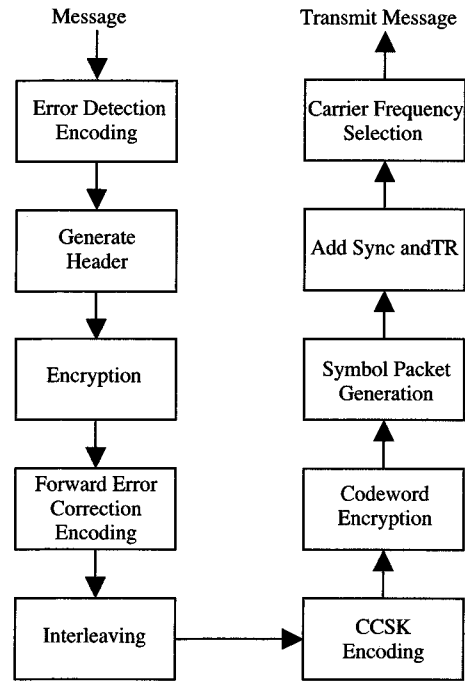 Message
Error Detection
Encoding
Generate
Header
Encryption
Forward Error
Correction
Encoding
Interleaving
CCSK
Encoding
Codeword
Encryption
Symbol Packet
Generation
Add Sync andTR
Carrier Frequency
Selection
Transmit Message